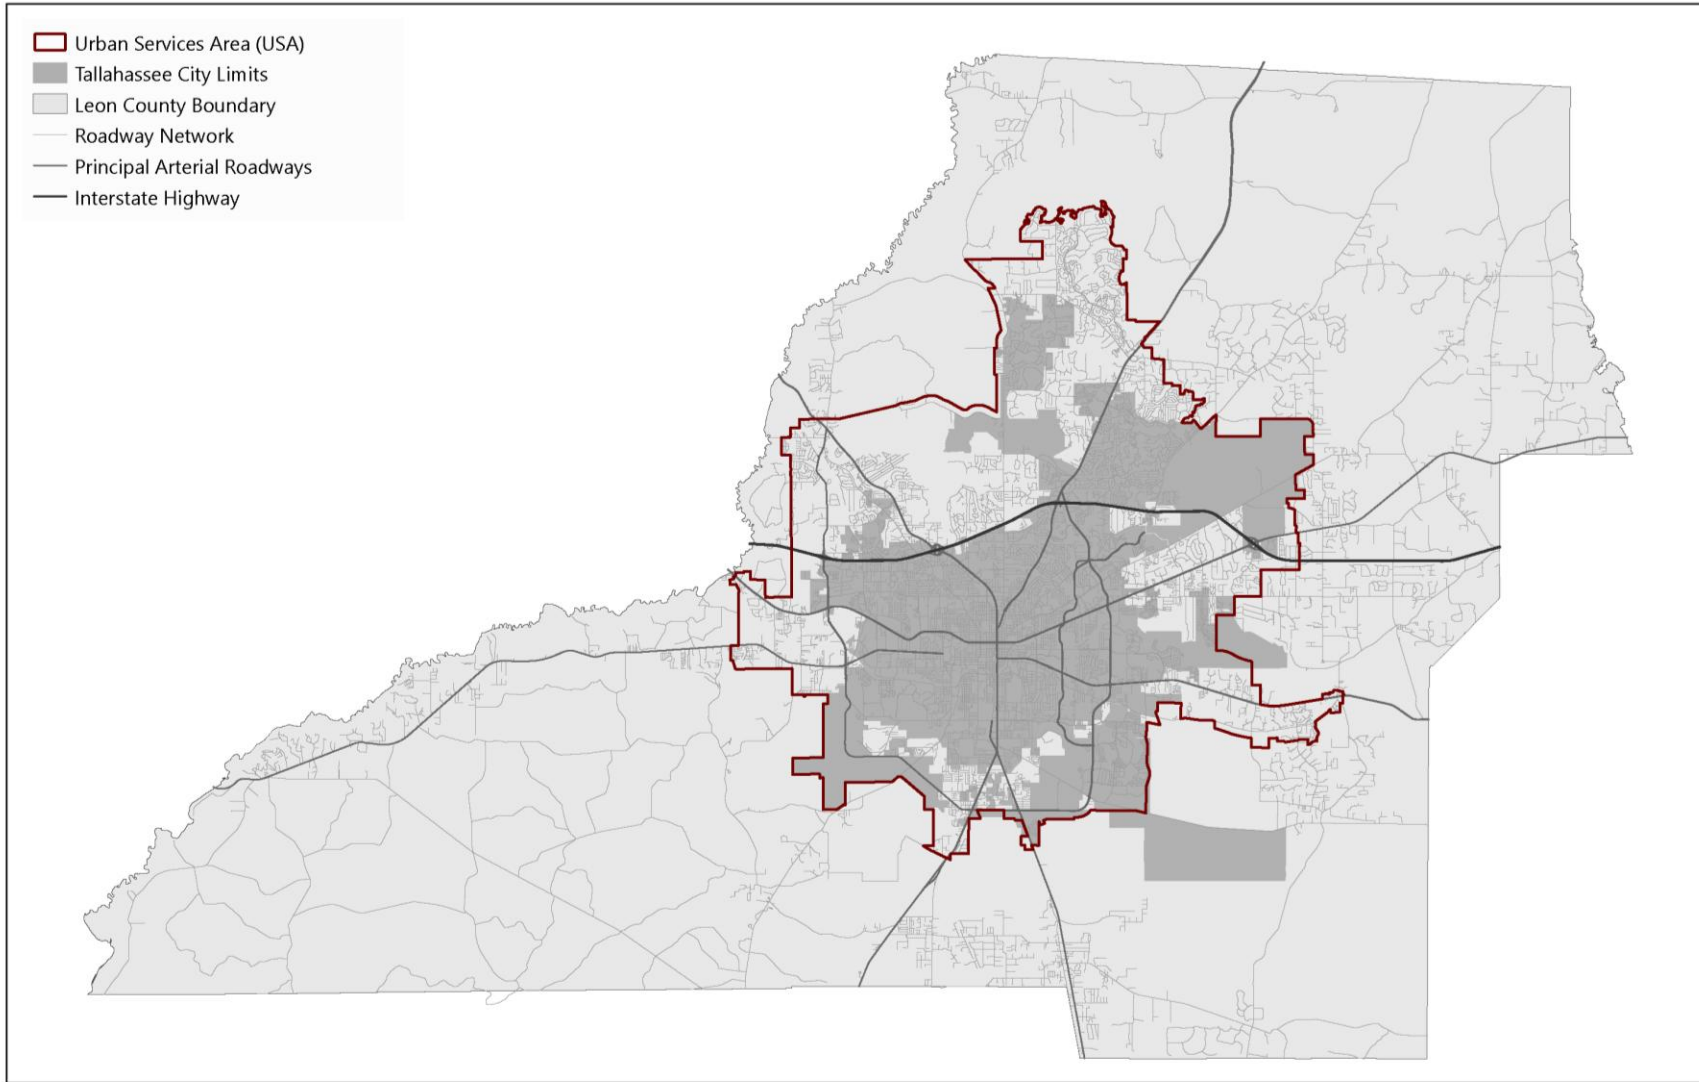 Urban Services Area (USA)
Tallahassee City Limits
Leon County Boundary
Roadway Network
Principal Arterial Roadways
Interstate Highway